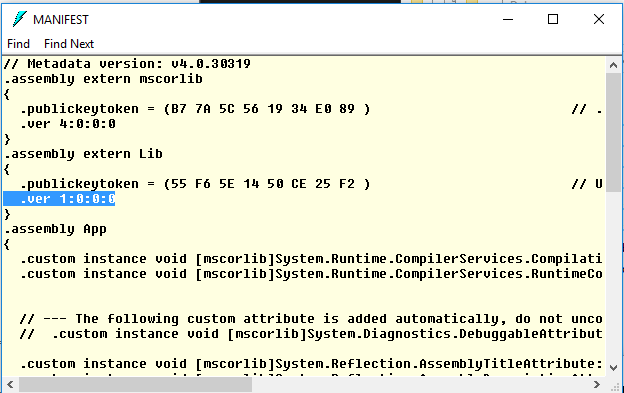 MANIFEST
Find Find Next
// Metadata version: v4.0.30319
.assembly extern mscorlib
{
  .publickeytoken = (B7 7A 5C 56 19 34 E0 89 )                         // .
  .ver 4:0:0:0
}
.assembly extern Lib
{
  .publickeytoken = (55 F6 5E 14 50 CE 25 F2 )                         // U
  .ver 1:0:0:0
}
.assembly App
{
  .custom instance void [mscorlib]System.Runtime.CompilerServices.Compilati
  .custom instance void [mscorlib]System.Runtime.CompilerServices.RuntimeCo
  // --- The following custom attribute is added automatically, do not unco
  //  .custom instance void [mscorlib]System.Diagnostics.DebuggableAttribut
  .custom instance void [mscorlib]System.Reflection.AssemblyTitleAttribute: